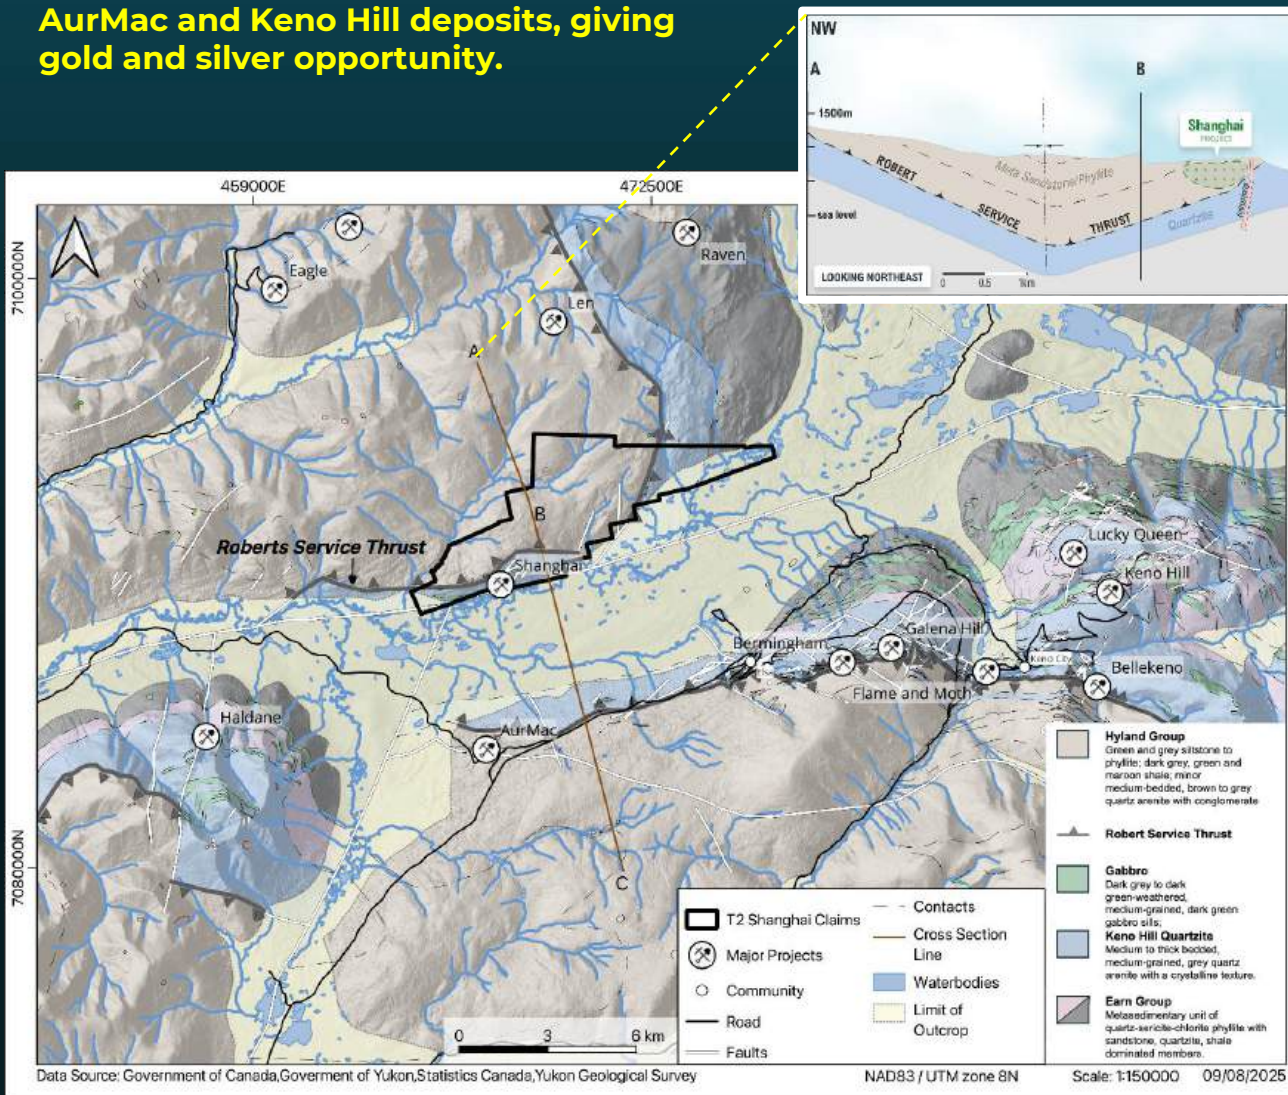 AurMac and Keno Hill deposits, giving
gold and silver opportunity.
NW
A
B
1500m
Shanghai
PROJECT
Meta Sandstone/Phyllite
ROBERT
SERVICE
THRUST
Quartzite
sea level
LOOKING NORTHEAST
0
0.5
1km
459000E
472500E
7100000N
7080000N
Eagle
Raven
Len
A
B
Roberts Service Thrust
Shanghai
Lucky Queen
Keno Hill
Galena Hill
Bermingham
Keno City
Bellekeno
Flame and Moth
Haldane
AurMac
C
Hyland Group
Green and grey siltstone to
phyllite; dark grey, green and
maroon shale; minor
medium-bedded, brown to grey
quartz arenite with conglomerate
Robert Service Thrust
Gabbro
Dark grey to dark
green-weathered,
medium-grained, dark green
gabbro sills;
Keno Hill Quartzite
Medium to thick bedded,
medium-grained, grey quartz
arenite with a crystalline texture.
Earn Group
Metasedimentary unit of
quartz-sericite-chlorite phyllite with
sandstone, quartzite, shale
dominated members.
T2 Shanghai Claims
Major Projects
Community
Road
Faults
Contacts
Cross Section
Line
Waterbodies
Limit of
Outcrop
0
3
6 km
Data Source: Government of Canada,Goverment of Yukon,Statistics Canada,Yukon Geological Survey
NAD83 / UTM zone 8N
Scale: 1:150000
09/08/2025